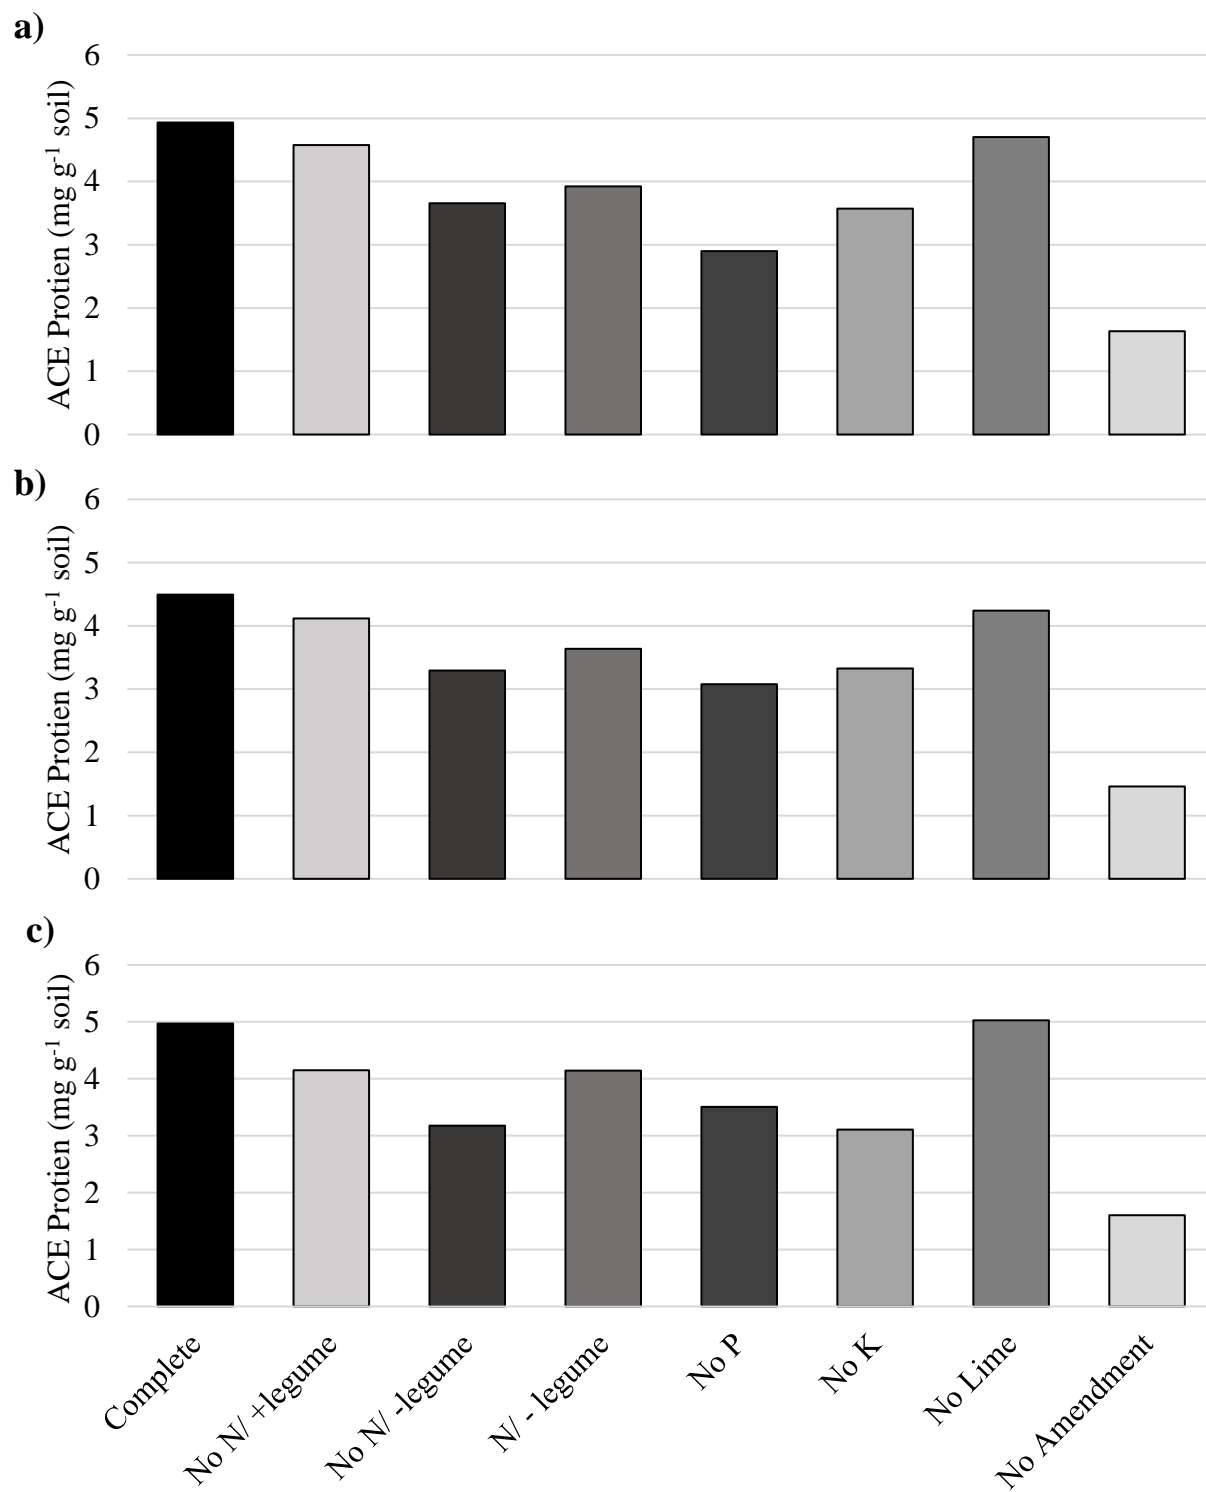 a)
ACE Protien (mg g-1 soil)
6
5
4
3
2
1
0
b)
ACE Protien (mg g-1 soil)
6
5
4
3
2
1
0
c)
ACE Protien (mg g-1 soil)
6
5
4
3
2
1
0
Complete
No N/ +legume
No N/ -legume
N/ - legume
No P
No K
No Lime
No Amendment